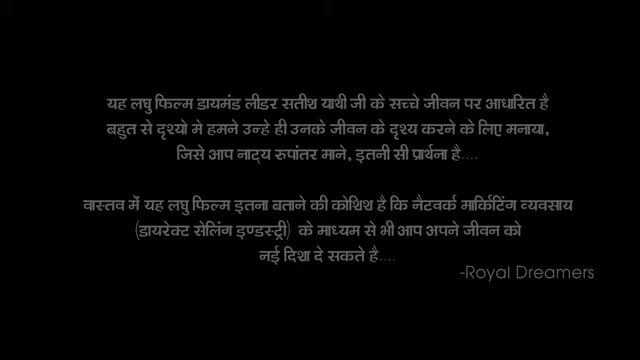 यह लघु फिल्म डायमंड लीडर सतीश याथी जी के सच्चे जीवन पर आधारित है
बहुत से दृश्यो मे हमने उन्हे ही उनके जीवन के दृश्य करने के लिए मनाया,
जिसे आप नाट्य रुपांतर माने, इतनी सी प्रार्थना है....
वास्तव में यह लघु फिल्म इतना बताने की कोशिश है कि नैटवर्क मार्किटिंग व्यवसाय
(डायरेक्ट सेलिंग इण्डस्ट्री) के माध्यम से भी आप अपने जीवन को
नई दिशा दे सकते है....
-Royal Dreamers